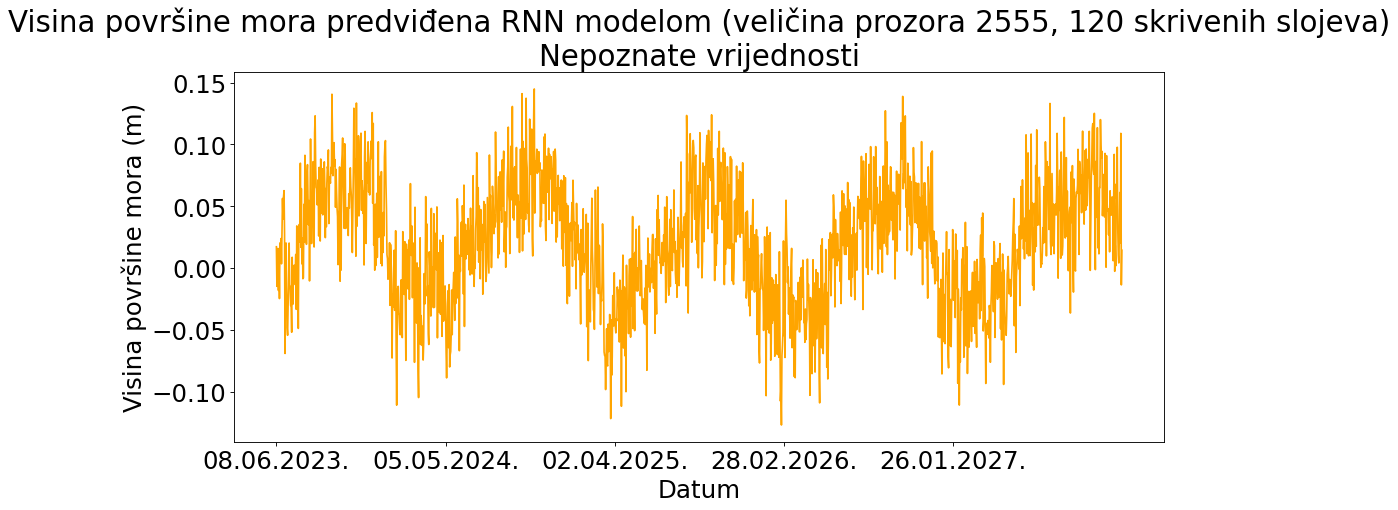 Visina površine mora predviđena RNN modelom (veličina prozora 2555, 120 skrivenih slojeva)
Nepoznate vrijednosti
0.15
0.10
0.05
0.00
−0.05
−0.10
Visina površine mora (m)
08.06.2023. 05.05.2024. 02.04.2025. 28.02.2026. 26.01.2027.
Datum